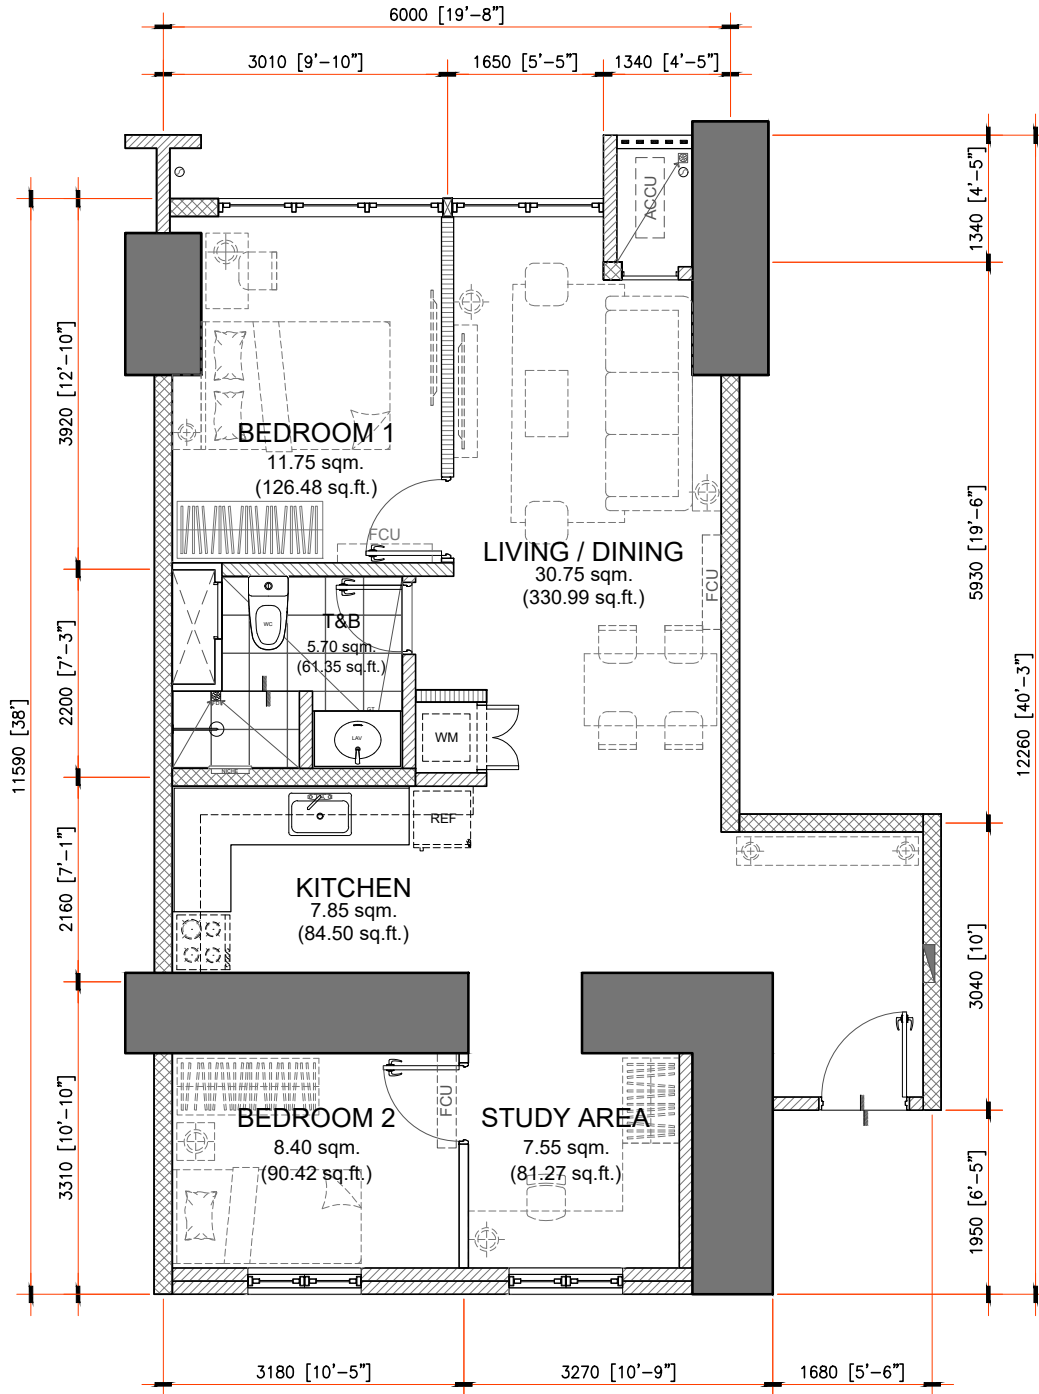 6000 [19'-8"]
3010 [9'-10"]
1650 [5'-5"]
1340 [4'-5"]
1340 [4'-5"]
ACCU
3920 [12'-10"]
BEDROOM 1
11.75 sqm.
(126.48 sq.ft.)
FCU
LIVING / DINING
30.75 sqm.
(330.99 sq.ft.)
FCU
5930 [19'-6"]
12260 [40'-3"]
11590 [38']
2200 [7'-3"]
WC
T&B
5.70 sqm.
(61.35 sq.ft.)
GT
LAV
WM
NICHE
REF
2160 [7'-1"]
KITCHEN
7.85 sqm.
(84.50 sq.ft.)
3040 [10']
3310 [10'-10"]
FCU
BEDROOM 2
8.40 sqm.
(90.42 sq.ft.)
STUDY AREA
7.55 sqm.
(81.27 sq.ft.)
1950 [6'-5"]
3180 [10'-5"]
3270 [10'-9"]
1680 [5'-6"]